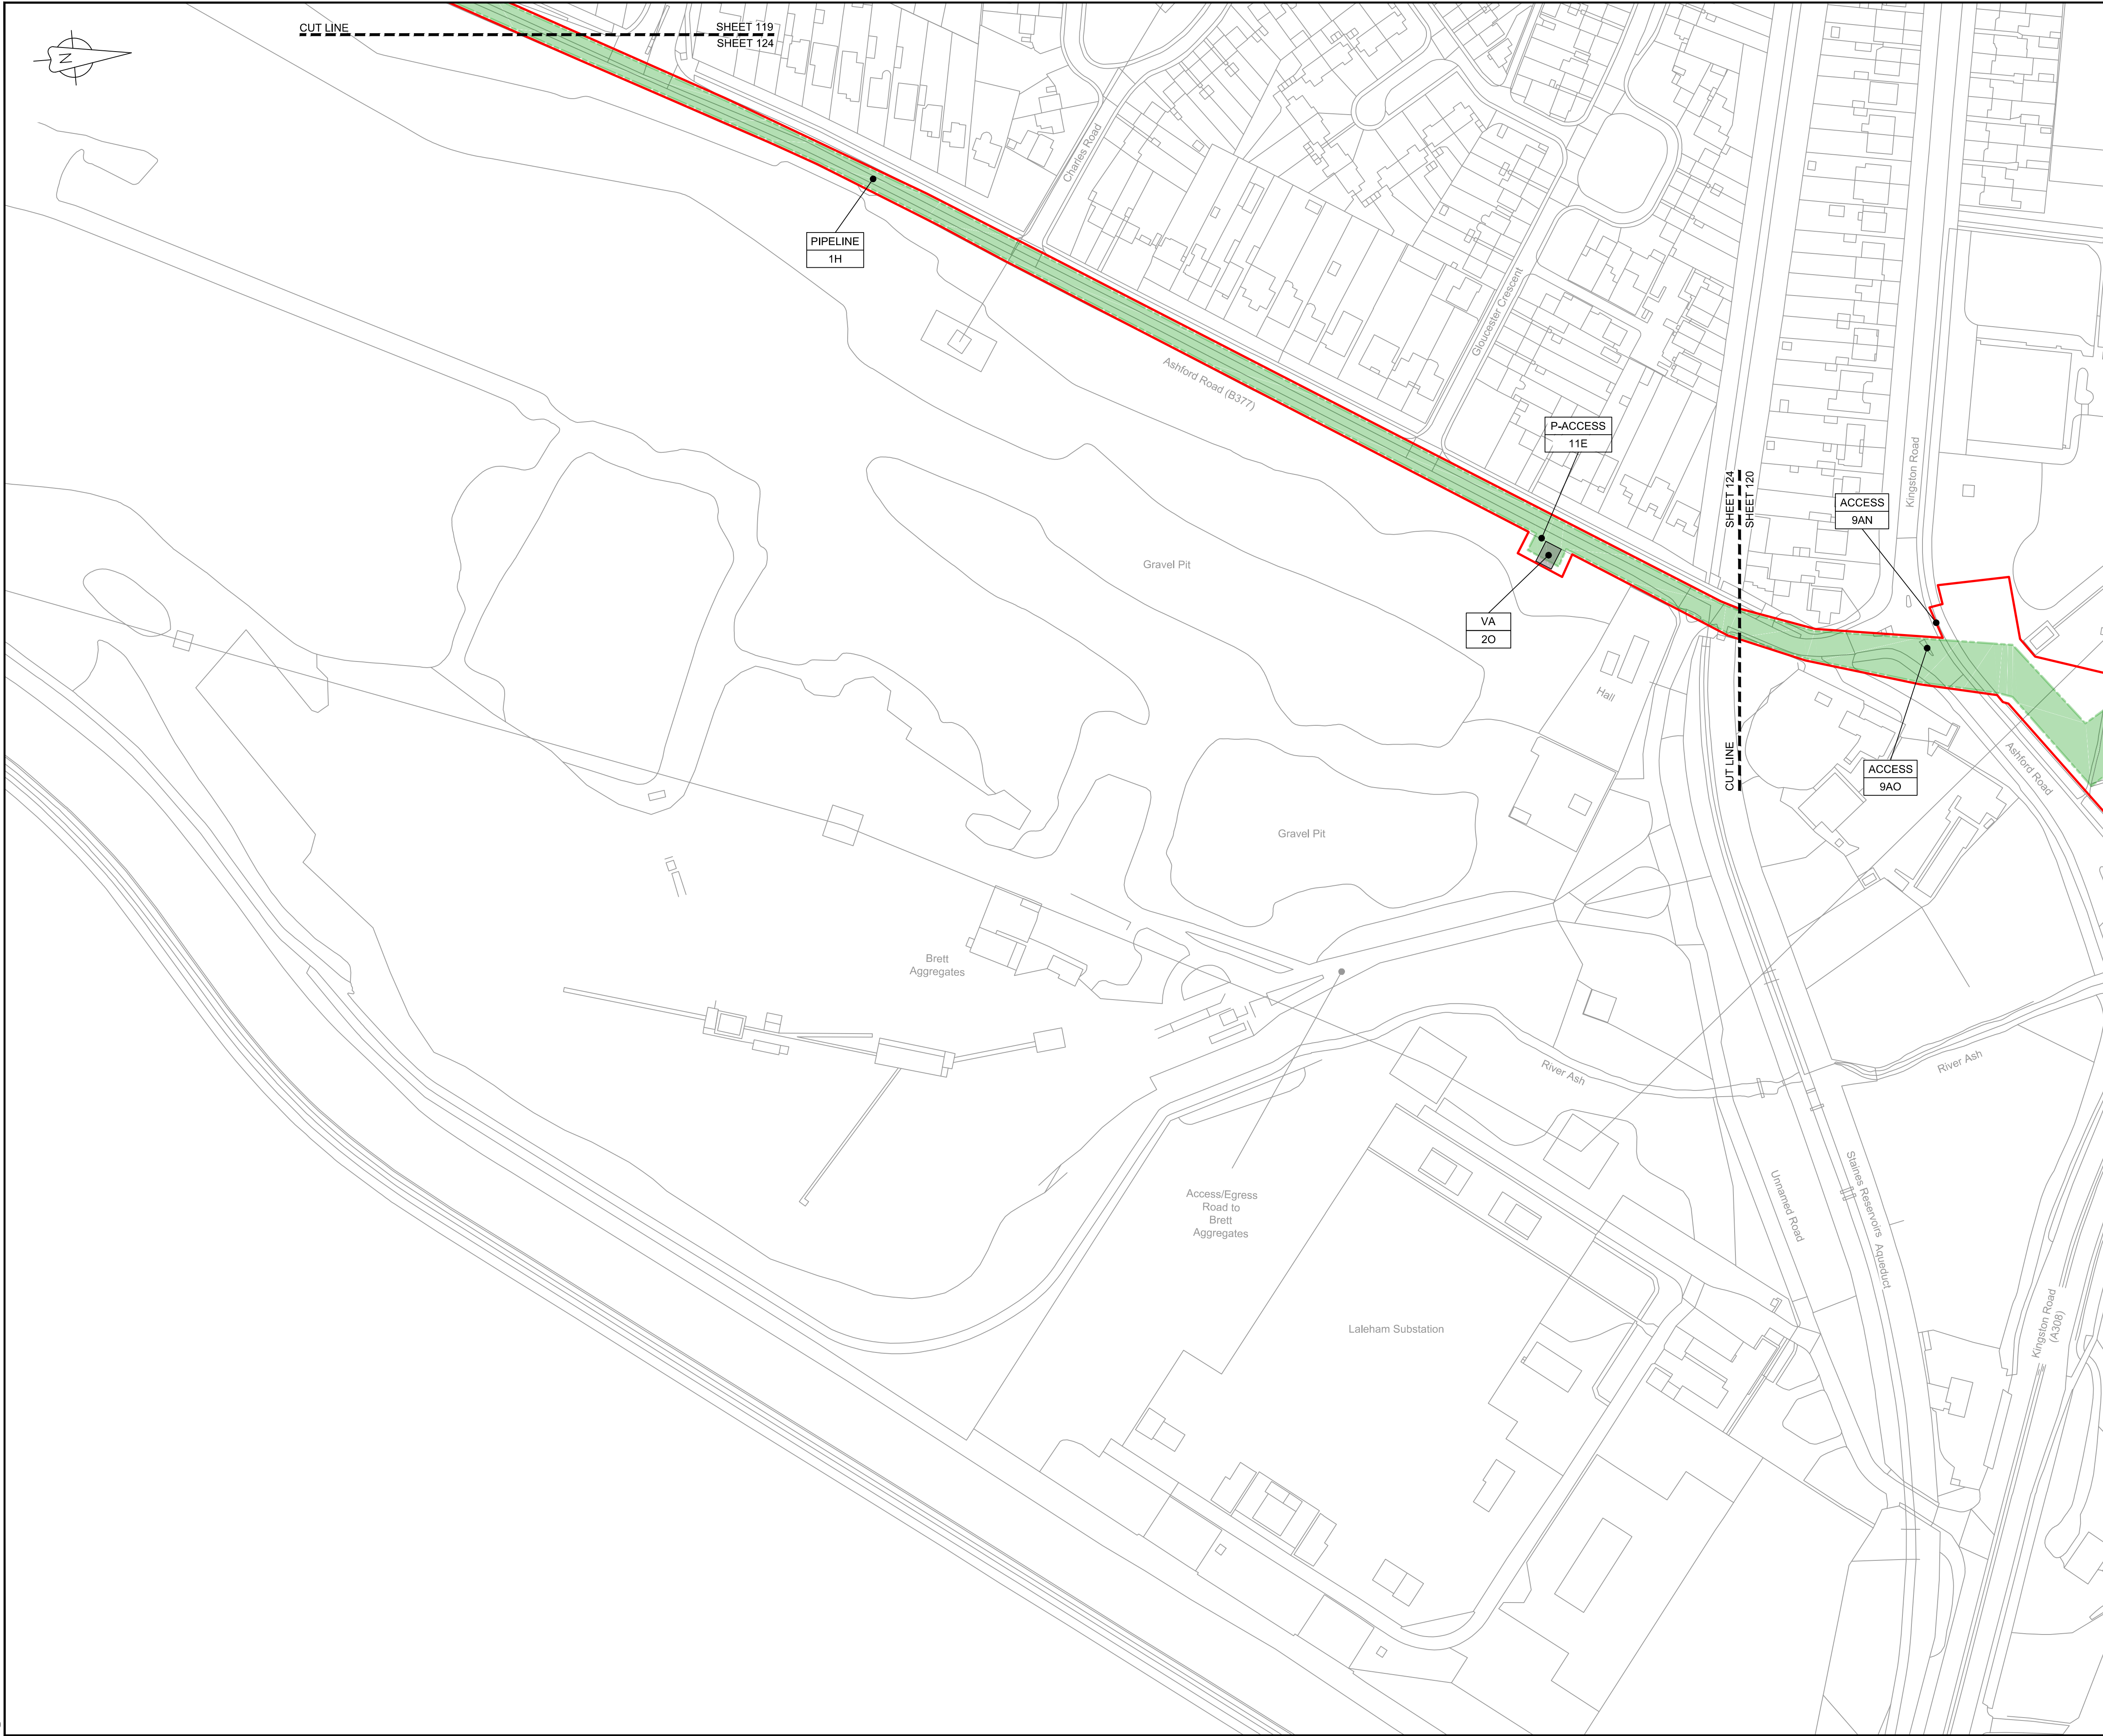 CUT LINE
SHEET 119
SHEET 124
N
Charles Road
PIPELINE
1H
Gloucester Crescent
Ashford Road (B377)
P-ACCESS
11E
SHEET 124
SHEET 120
CUT LINE
Kingston Road
ACCESS
9AN
VA
2O
Gravel Pit
Hall
Ashford Road
ACCESS
9AO
Gravel Pit
Brett
Aggregates
River Ash
River Ash
Access/Egress
Road to
Brett
Aggregates
Unnamed Road
Staines Reservoirs Aqueduct
Laleham Substation
Kingston Road
(A308)